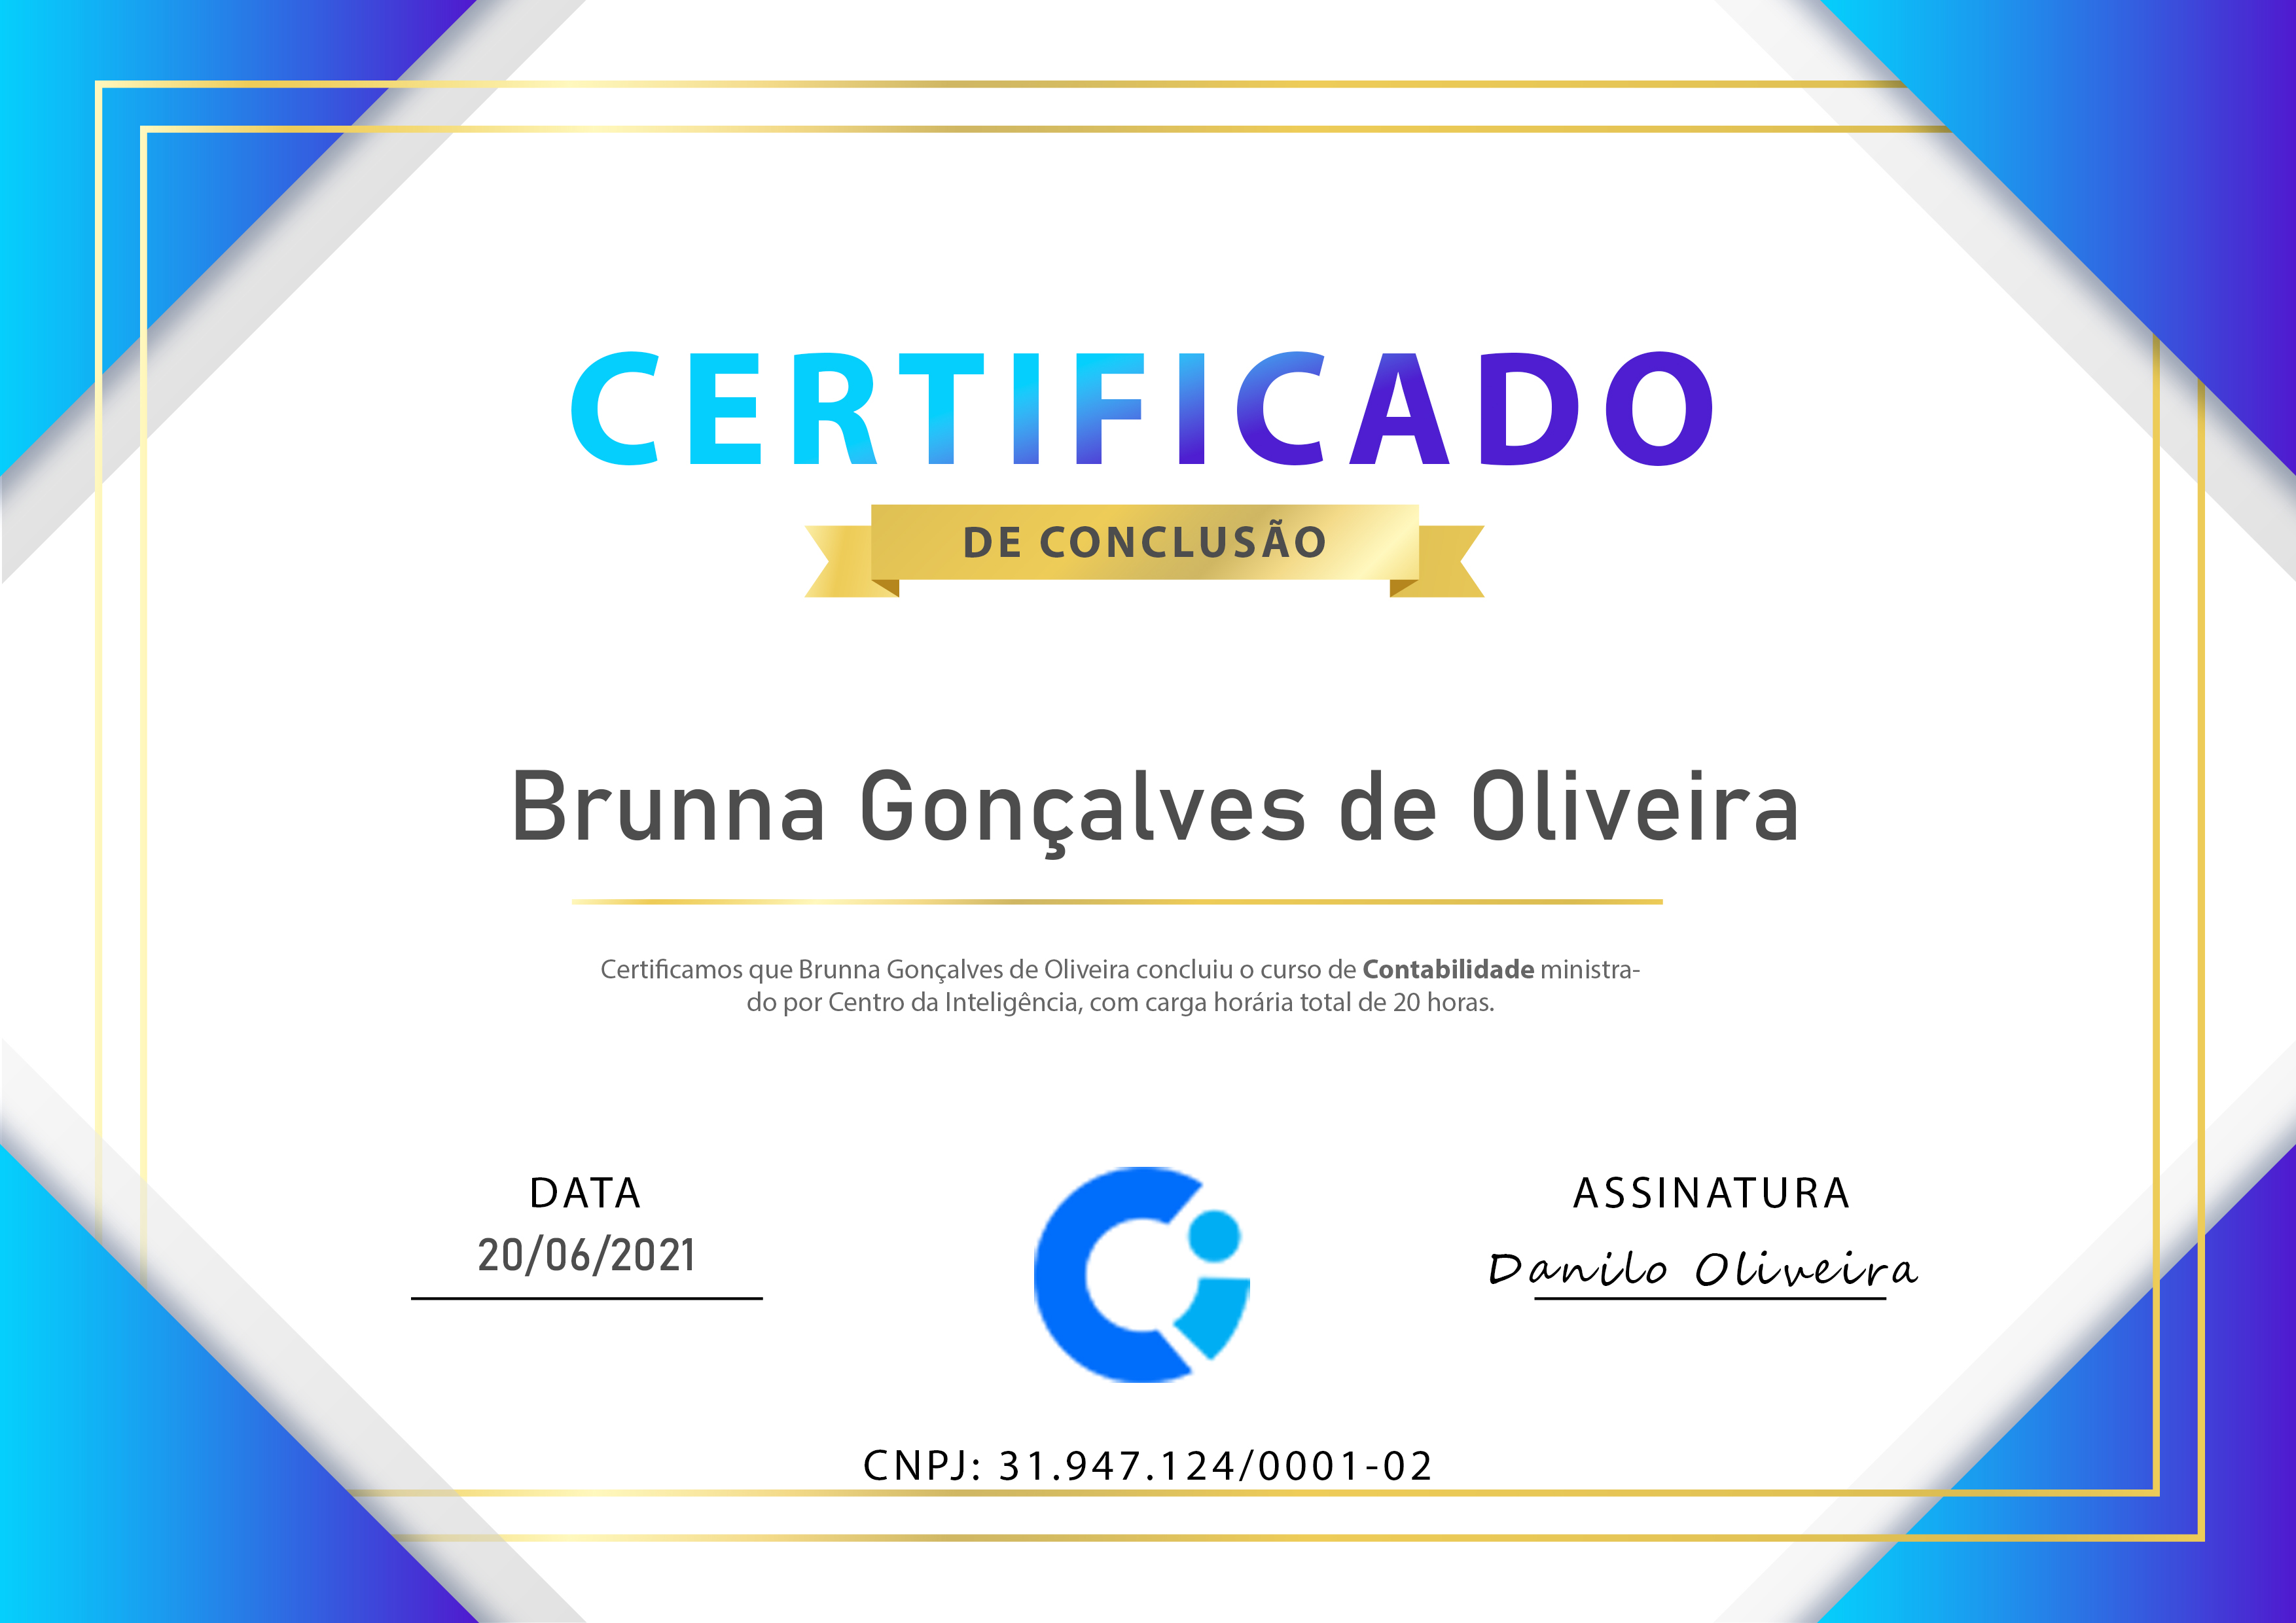 CERTIFICADO
DE CONCLUSÃO
Brunna Gonçalves de Oliveira
Certificamos que Brunna Gonçalves de Oliveira concluiu o curso de Contabilidade ministra-
do por Centro da Inteligência, com carga horária total de 20 horas.
DATA
20/06/2021
ASSINATURA
Danilo Oliveira
CNPJ: 31.947.124/0001-02